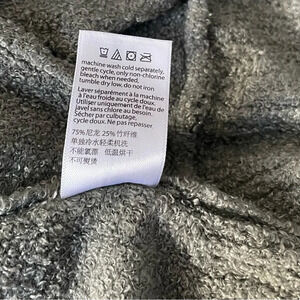 machine wash cold separately,
gentle cycle, only non-chlorine
bleach when needed,
tumble dry low, do not iron
Laver séparément à la machine
à l'eau froide au cycle doux.
Utiliser uniquement de l'eau de
javel sans chlore au besoin.
Sécher par culbutage,
cycle doux. Ne pas repasser
75%尼龙 25%竹纤维
单独冷水轻柔机洗
不能氯漂 低温烘干
不可熨烫